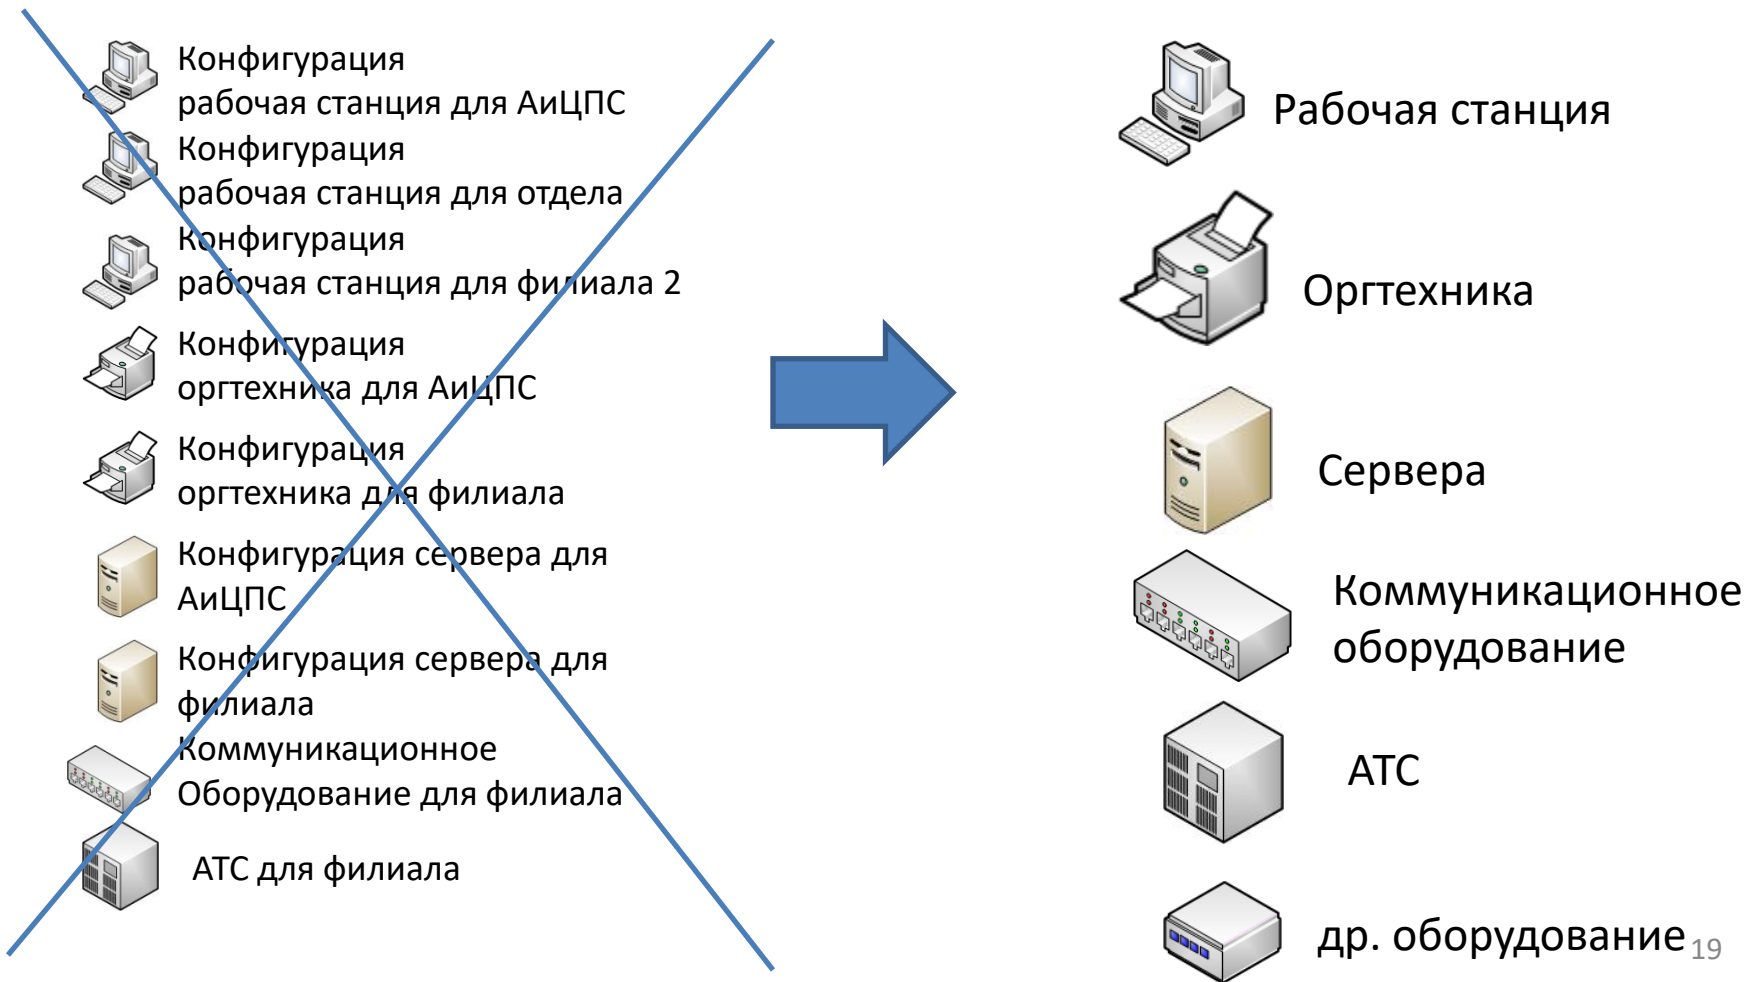 Конфигурация
рабочая станция для АиЦПС
Конфигурация
рабочая станция для отдела
Конфигурация
рабочая станция для филиала 2
Конфигурация
оргтехника для АиЦПС
Конфигурация
оргтехника для филиала
Конфигурация сервера для
АиЦПС
Конфигурация сервера для
филиала
Коммуникационное
Оборудование для филиала
АТС для филиала
Рабочая станция
Оргтехника
Сервера
Коммуникационное
оборудование
АТС
др. оборудование
19